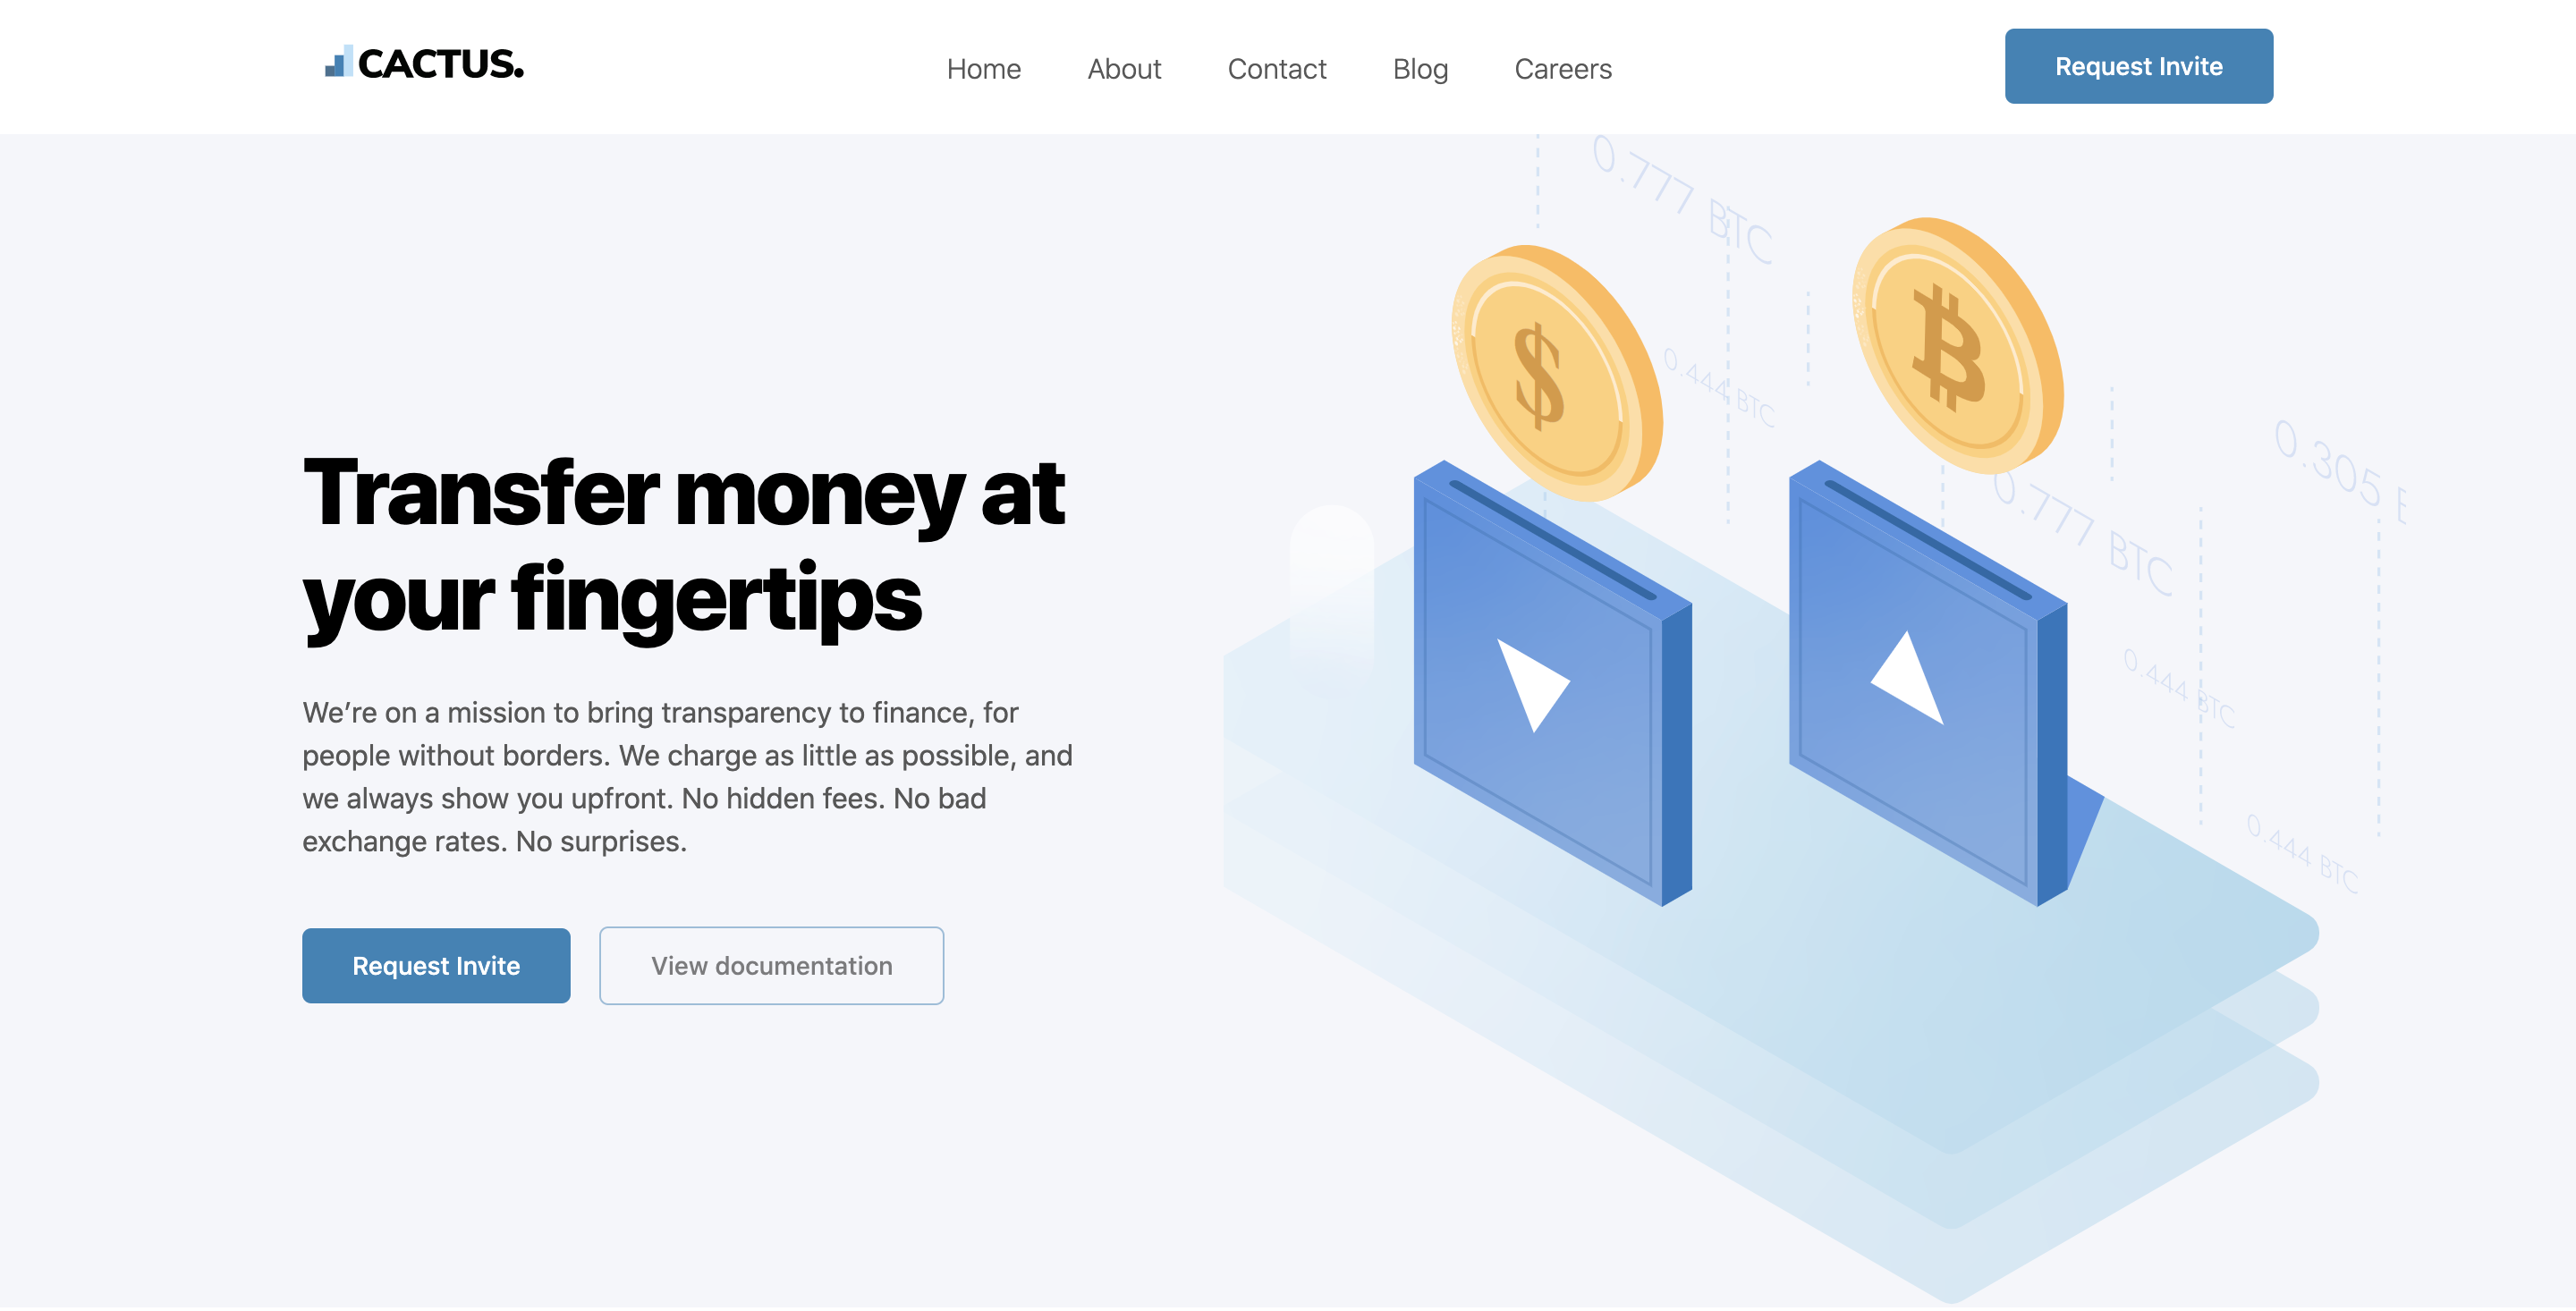 CACTUS.
Home
About
Contact
Blog
Careers
Request Invite
0.777 BTC
$
0.444 BTC
0.305
0.777 BTC
0.444 BTC
0.444 BTC
Transfer money at
your fingertips
We’re on a mission to bring transparency to finance, for
people without borders. We charge as little as possible, and
we always show you upfront. No hidden fees. No bad
exchange rates. No surprises.
Request Invite
View documentation